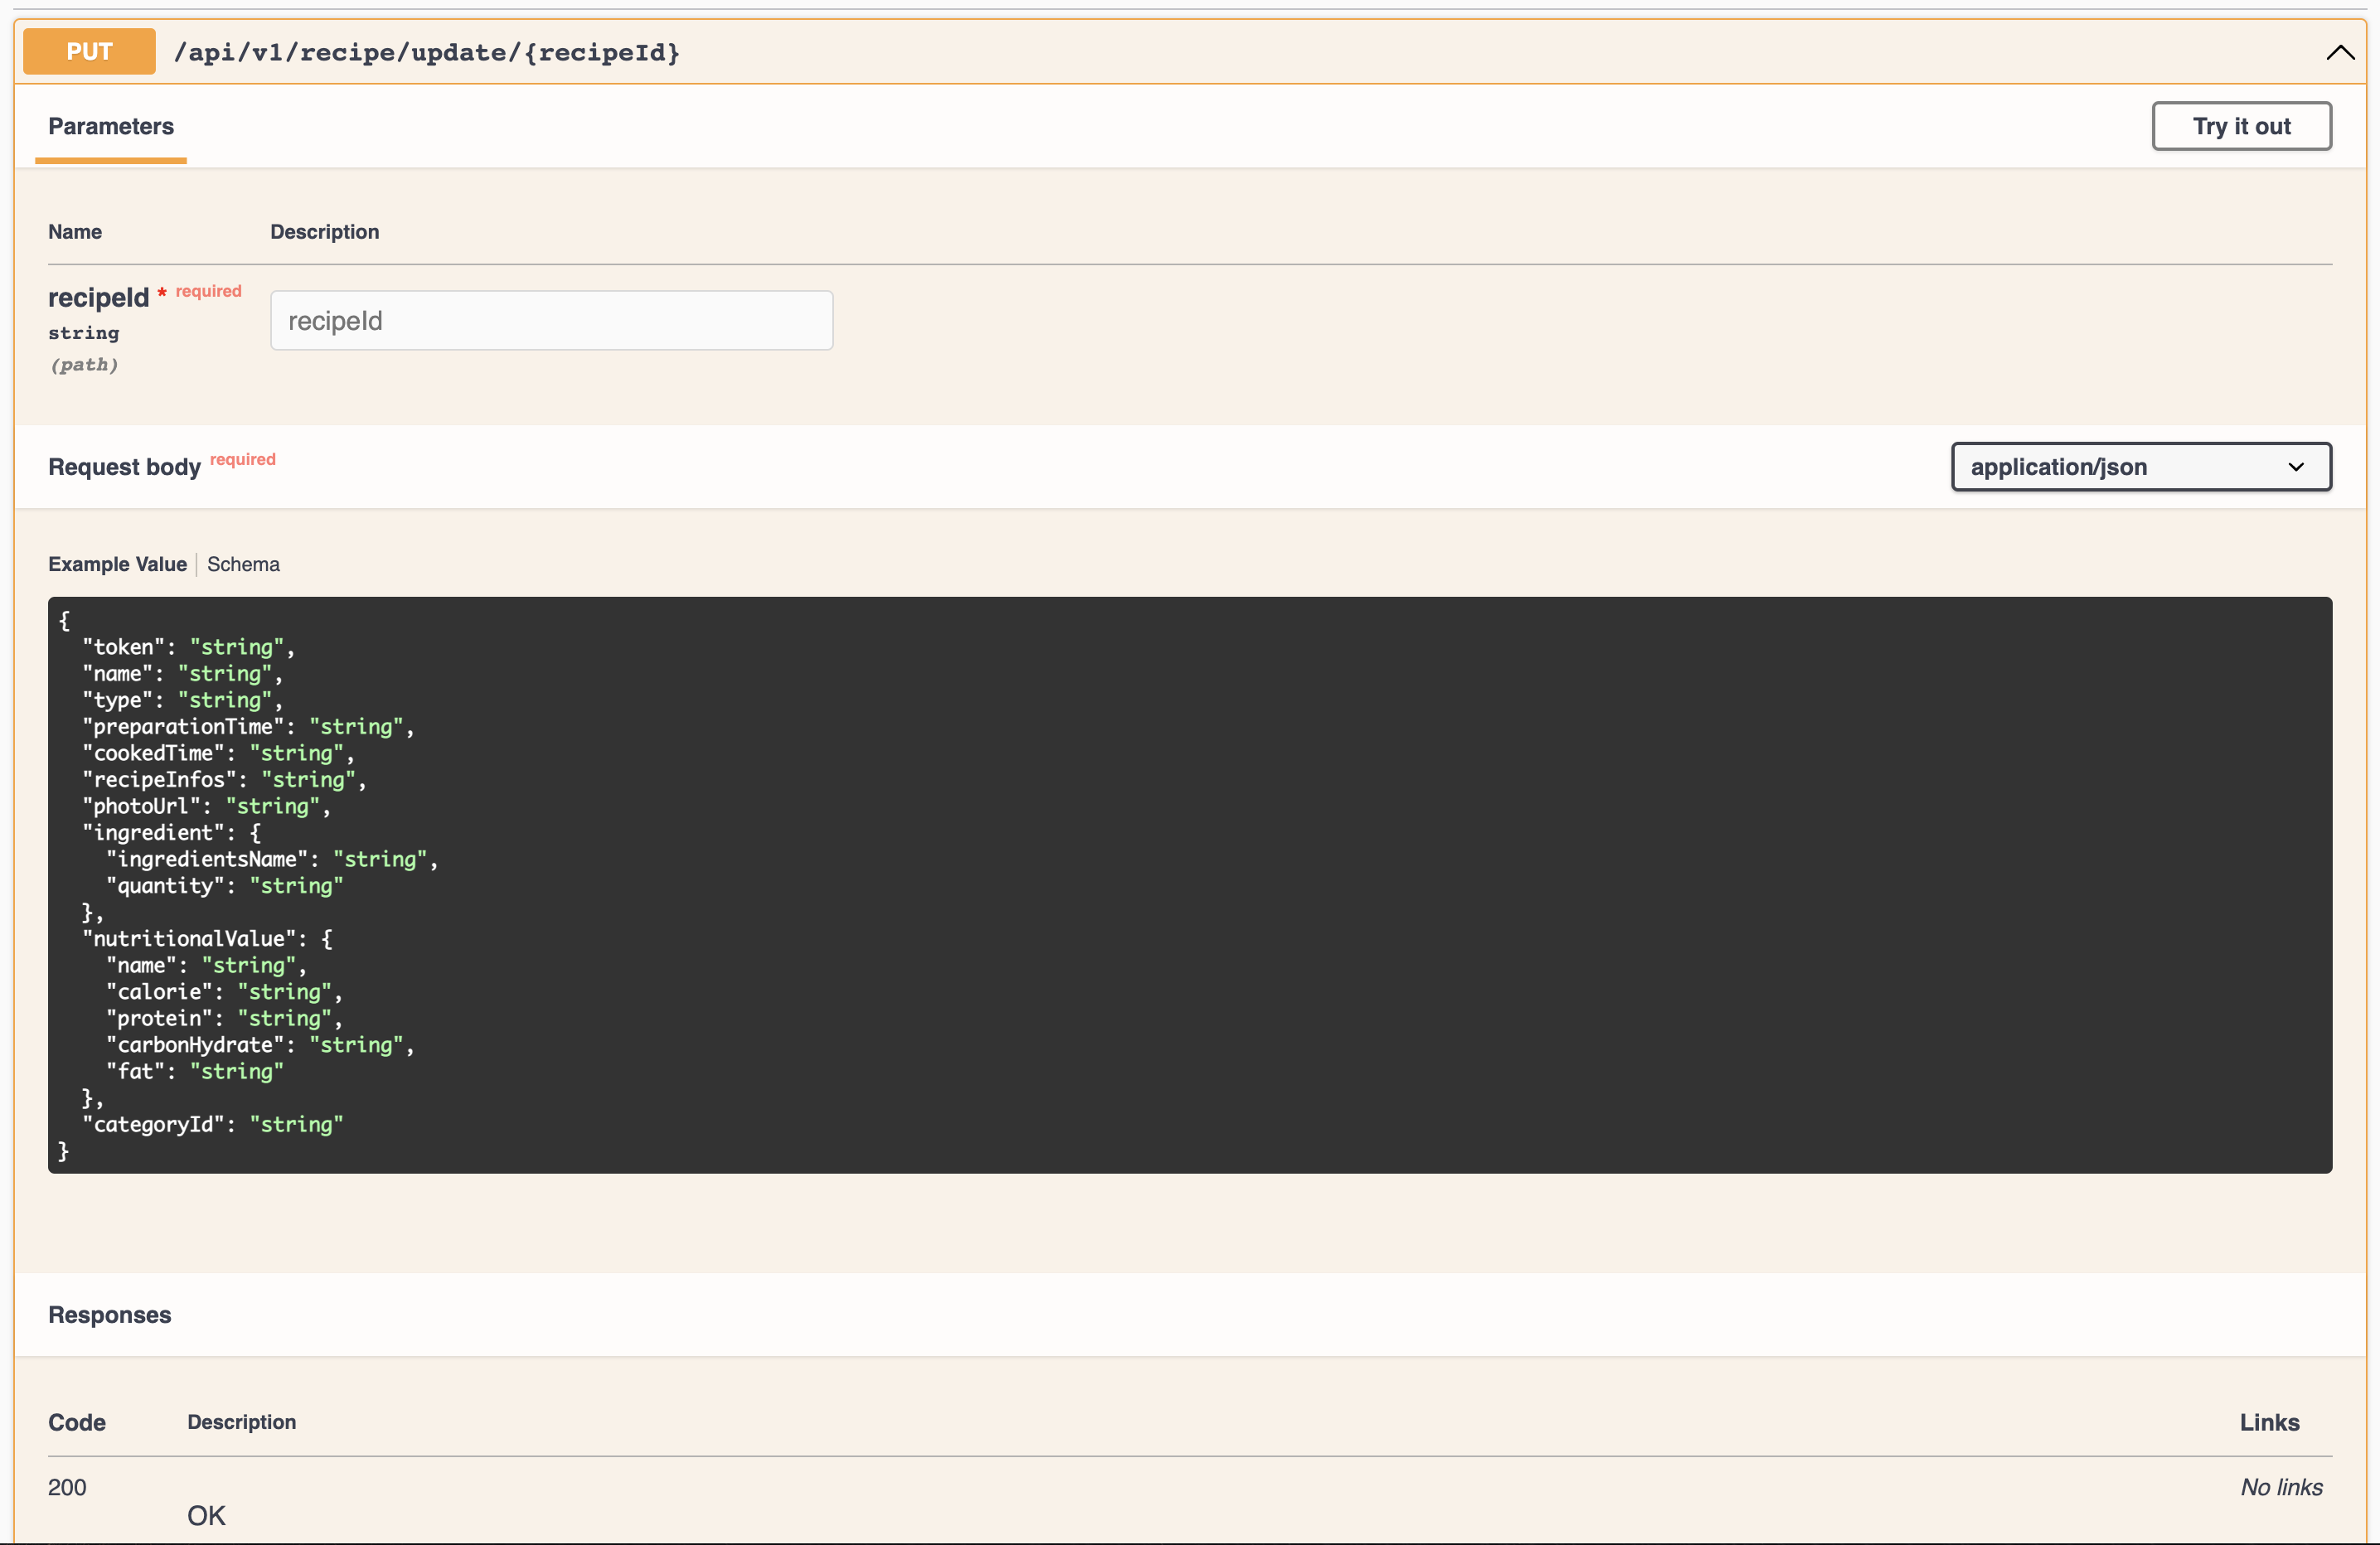 PUT /api/v1/recipe/update/{recipeId}
Parameters
Try it out
Name Description
recipeId * required
string
(path)
recipeId
Request body required
application/json
Example Value Schema
{
  "token": "string",
  "name": "string",
  "type": "string",
  "preparationTime": "string",
  "cookedTime": "string",
  "recipeInfos": "string",
  "photoUrl": "string",
  "ingredient": {
    "ingredientsName": "string",
    "quantity": "string"
  },
  "nutritionalValue": {
    "name": "string",
    "calorie": "string",
    "protein": "string",
    "carbonHydrate": "string",
    "fat": "string"
  },
  "categoryId": "string"
}
Responses
Code Description Links
200 No links
OK